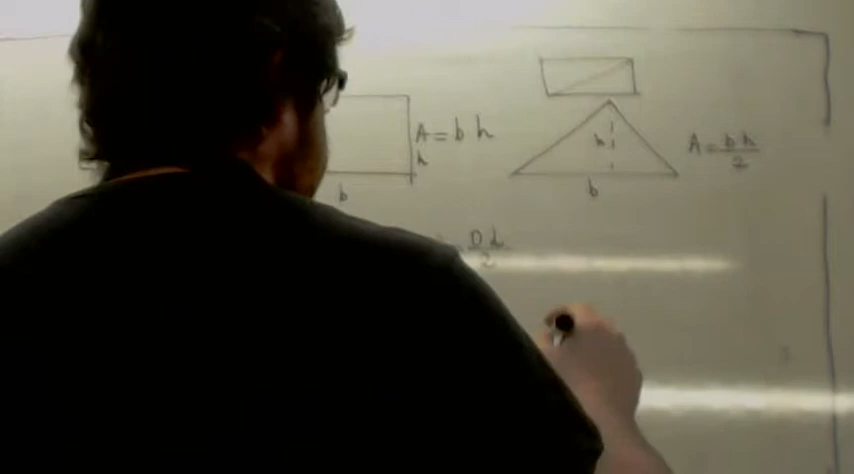 A = b h
h
b
h
b
A = b h / 2
= D d / 2